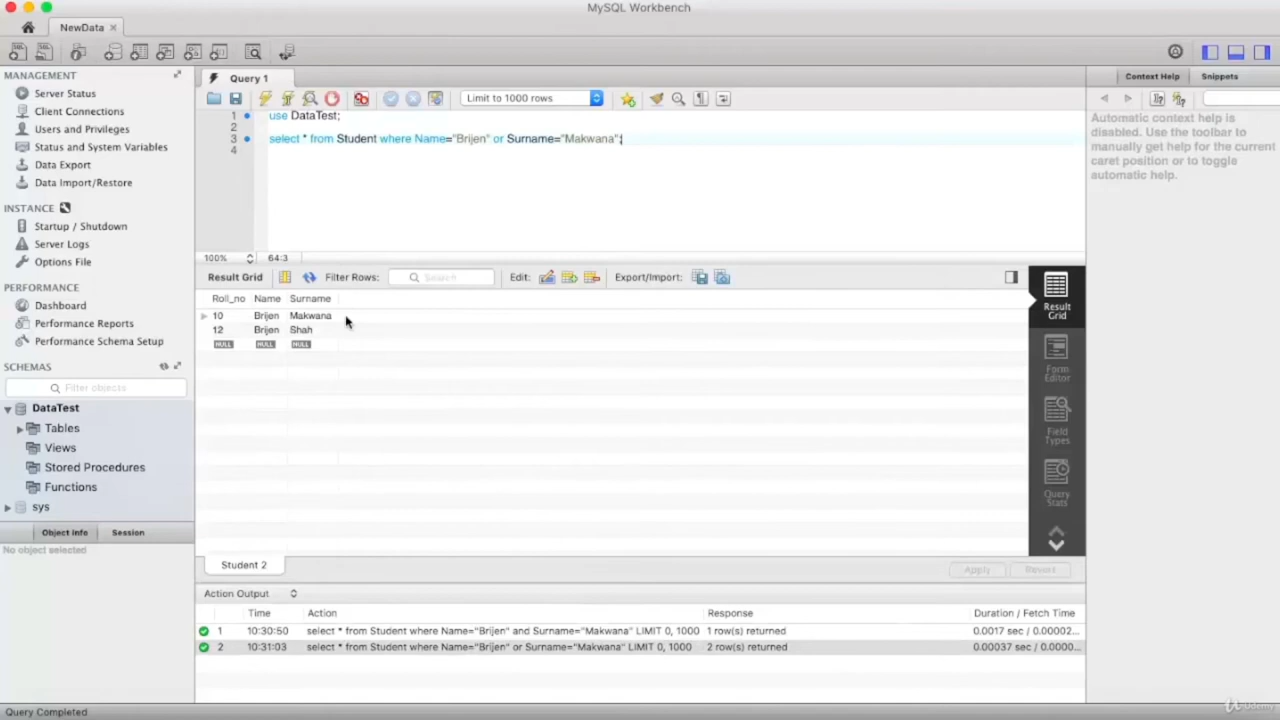 MySQL Workbench
NewData
MANAGEMENT
Server Status
Client Connections
Users and Privileges
Status and System Variables
Data Export
Data Import/Restore
INSTANCE
Startup / Shutdown
Server Logs
Options File
PERFORMANCE
Dashboard
Performance Reports
Performance Schema Setup
SCHEMAS
Filter objects
DataTest
Tables
Views
Stored Procedures
Functions
sys
Object Info Session
No object selected
Query 1
Limit to 1000 rows
1 use DataTest;
2
3 select * from Student where Name="Brijen" or Surname="Makwana";
4
100% 64:3
Result Grid Filter Rows: Search Edit: Export/Import:
Roll_no Name Surname
10 Brijen Makwana
12 Brijen Shah
NULL NULL NULL
Result Grid
Form Editor
Field Types
Query Stats
Student 2
Apply Revert
Action Output
Time Action Response Duration / Fetch Time
1 10:30:50 select * from Student where Name="Brijen" and Surname="Makwana" LIMIT 0, 1000 1 row(s) returned 0.0017 sec / 0.00002...
2 10:31:03 select * from Student where Name="Brijen" or Surname="Makwana" LIMIT 0, 1000 2 row(s) returned 0.00037 sec / 0.0000...
Context Help Snippets
Automatic context help is
disabled. Use the toolbar to
manually get help for the current
caret position or to toggle
automatic help.
Query Completed
Udemy